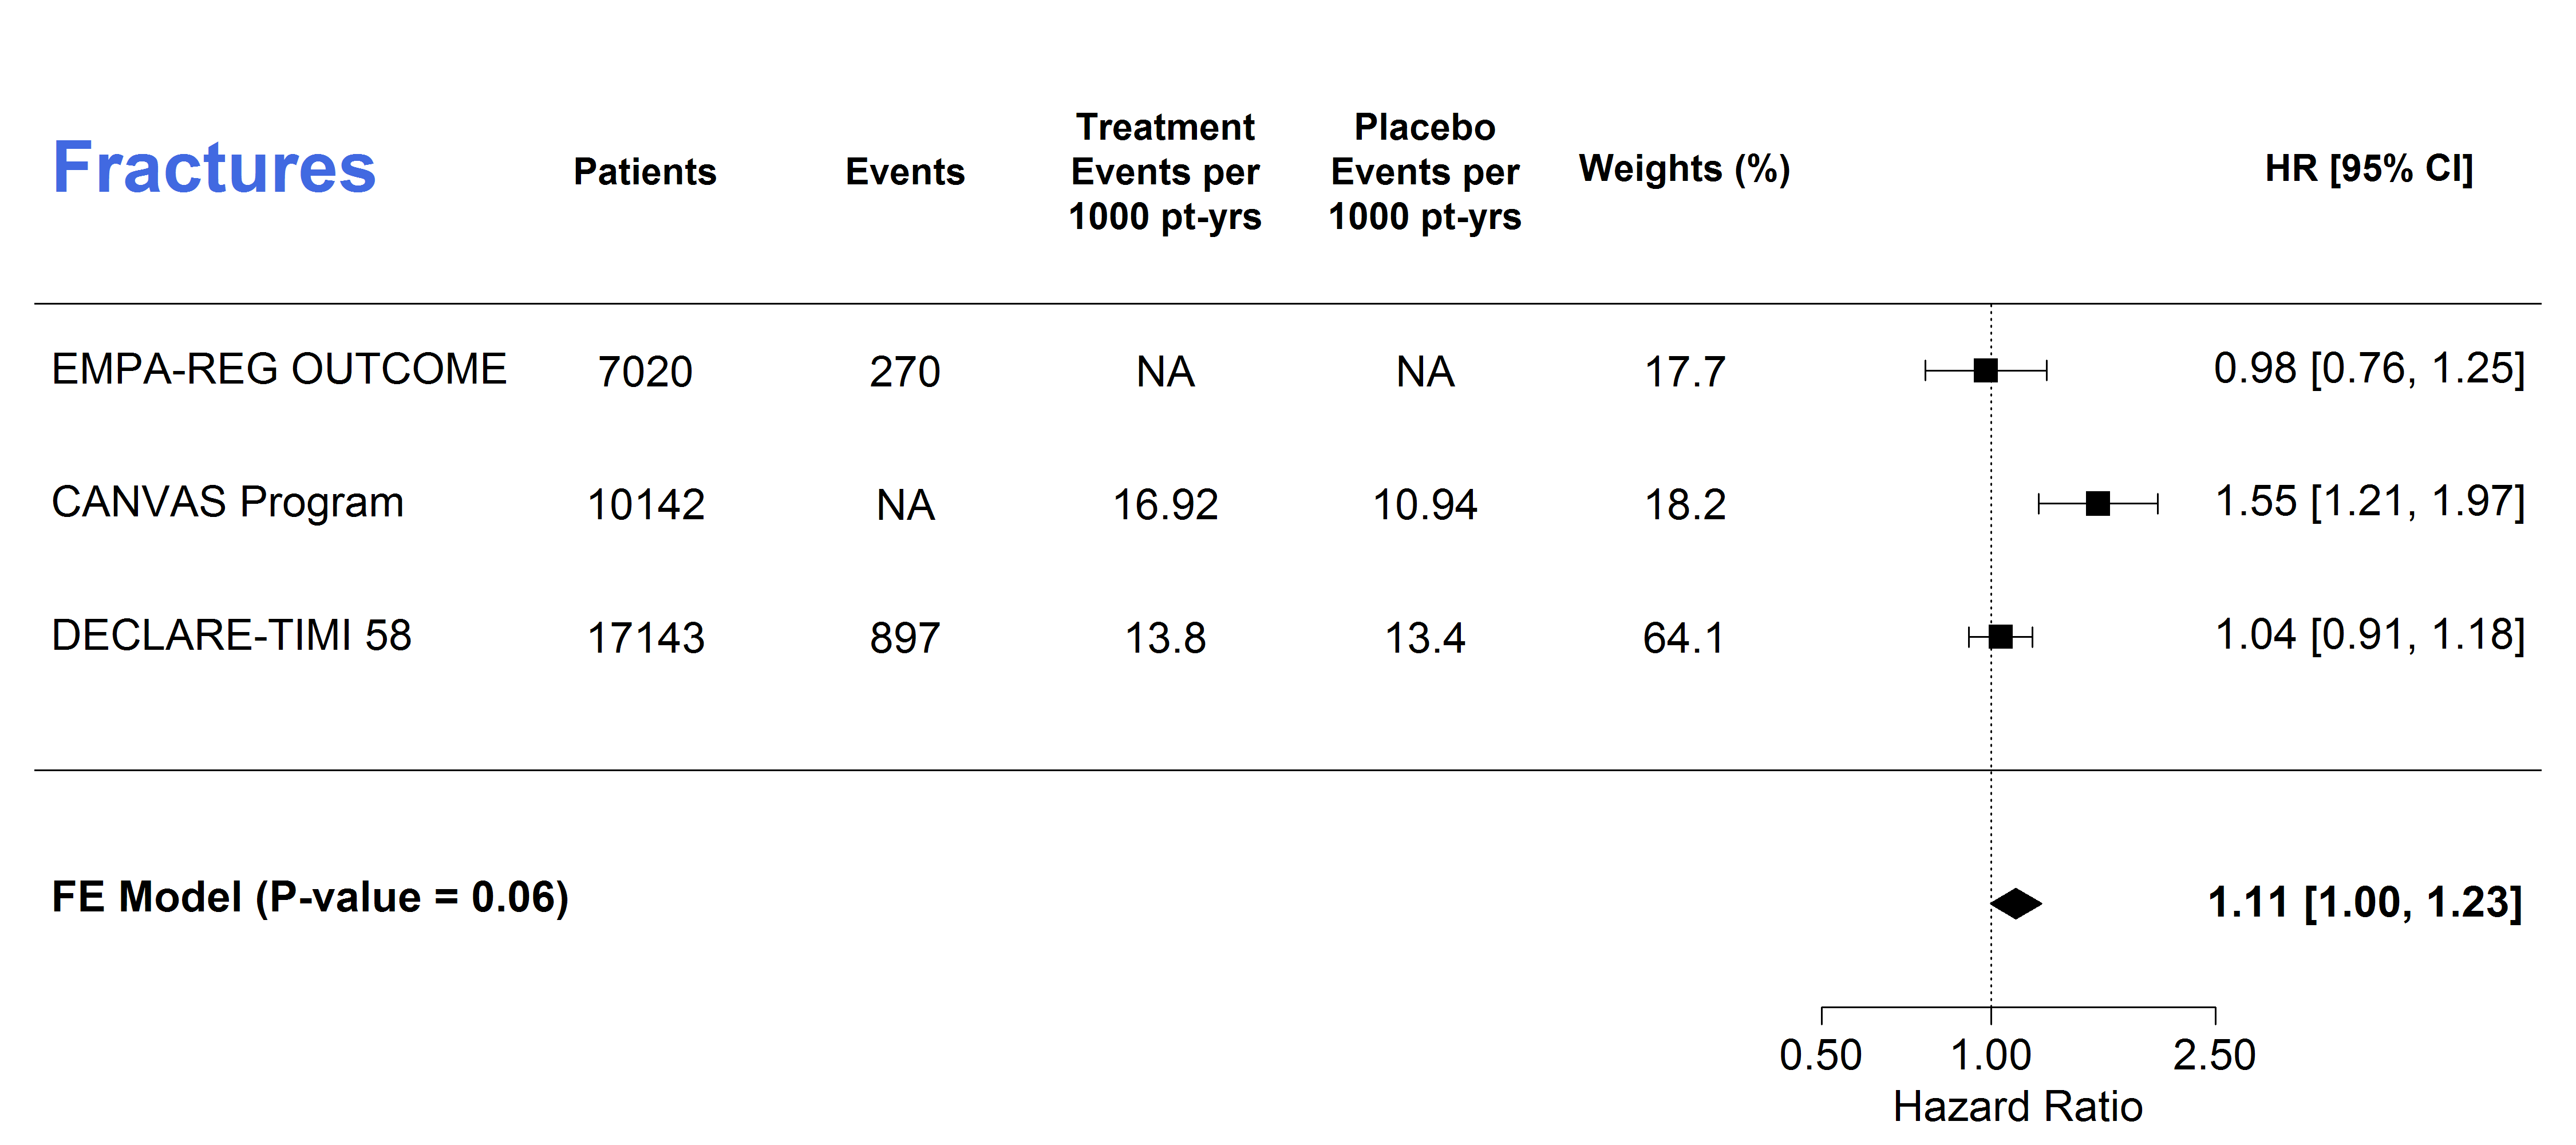 Fractures Patients Events Treatment Events per 1000 pt-yrs Placebo Events per 1000 pt-yrs Weights (%) HR [95% CI]
EMPA-REG OUTCOME 7020 270 NA NA 17.7 0.98 [0.76, 1.25]
CANVAS Program 10142 NA 16.92 10.94 18.2 1.55 [1.21, 1.97]
DECLARE-TIMI 58 17143 897 13.8 13.4 64.1 1.04 [0.91, 1.18]
FE Model (P-value = 0.06) 1.11 [1.00, 1.23]
0.50 1.00 2.50
Hazard Ratio